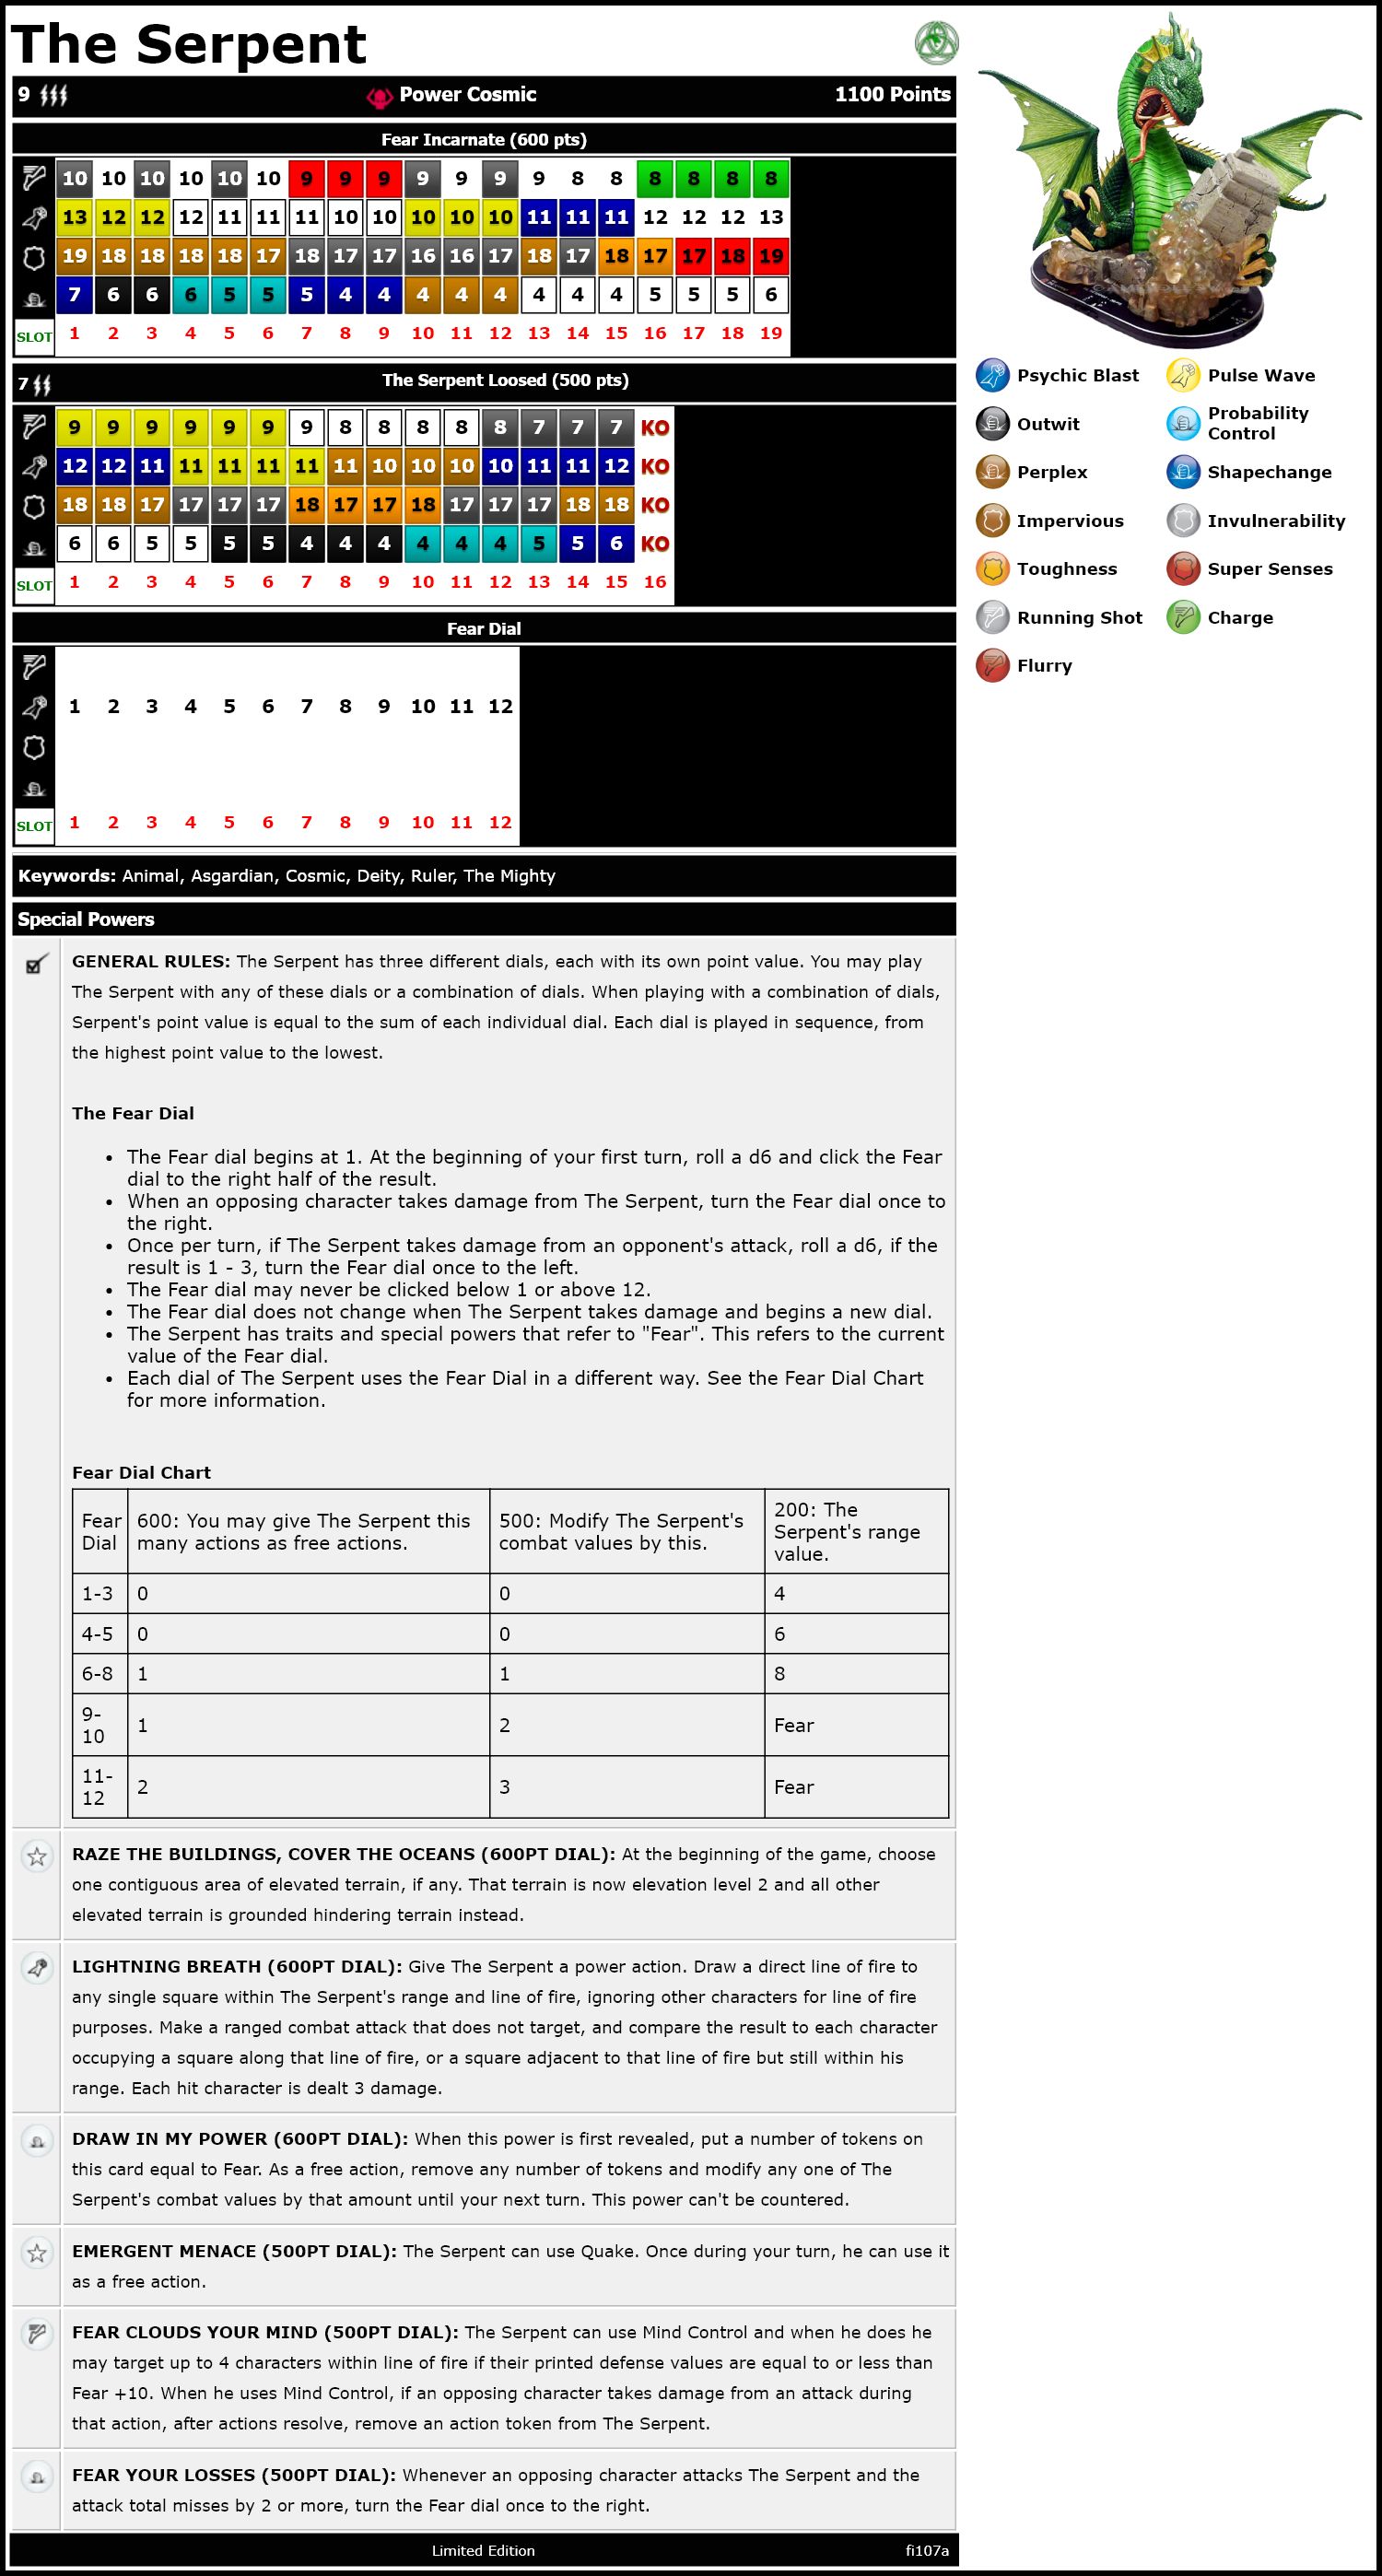 The Serpent
9 Power Cosmic 1100 Points
Fear Incarnate (600 pts)
10 10 10 10 10 10 9 9 9 9 9 9 9 8 8 8 8 8 8
13 12 12 12 11 11 11 10 10 10 10 10 11 11 11 12 12 12 13
19 18 18 18 18 17 18 17 17 16 16 17 18 17 18 17 17 18 19
7 6 6 6 5 5 5 4 4 4 4 4 4 4 4 5 5 5 6
SLOT 1 2 3 4 5 6 7 8 9 10 11 12 13 14 15 16 17 18 19
7 The Serpent Loosed (500 pts)
9 9 9 9 9 9 9 8 8 8 8 8 7 7 7 KO
12 12 11 11 11 11 11 11 10 10 10 10 11 11 12 KO
18 18 17 17 17 17 18 17 17 18 17 17 17 18 18 KO
6 6 5 5 5 5 4 4 4 4 4 4 5 5 6 KO
SLOT 1 2 3 4 5 6 7 8 9 10 11 12 13 14 15 16
Fear Dial
1 2 3 4 5 6 7 8 9 10 11 12
SLOT 1 2 3 4 5 6 7 8 9 10 11 12
Keywords: Animal, Asgardian, Cosmic, Deity, Ruler, The Mighty
Special Powers
GENERAL RULES: The Serpent has three different dials, each with its own point value. You may play
The Serpent with any of these dials or a combination of dials. When playing with a combination of dials,
Serpent's point value is equal to the sum of each individual dial. Each dial is played in sequence, from
the highest point value to the lowest.
The Fear Dial
• The Fear dial begins at 1. At the beginning of your first turn, roll a d6 and click the Fear
dial to the right half of the result.
• When an opposing character takes damage from The Serpent, turn the Fear dial once to
the right.
• Once per turn, if The Serpent takes damage from an opponent's attack, roll a d6, if the
result is 1 - 3, turn the Fear dial once to the left.
• The Fear dial may never be clicked below 1 or above 12.
• The Fear dial does not change when The Serpent takes damage and begins a new dial.
• The Serpent has traits and special powers that refer to "Fear". This refers to the current
value of the Fear dial.
• Each dial of The Serpent uses the Fear Dial in a different way. See the Fear Dial Chart
for more information.
Fear Dial Chart
Fear Dial 600: You may give The Serpent this many actions as free actions. 500: Modify The Serpent's combat values by this. 200: The Serpent's range value.
1-3 0 0 4
4-5 0 0 6
6-8 1 1 8
9-10 1 2 Fear
11-12 2 3 Fear
RAZE THE BUILDINGS, COVER THE OCEANS (600PT DIAL): At the beginning of the game, choose
one contiguous area of elevated terrain, if any. That terrain is now elevation level 2 and all other
elevated terrain is grounded hindering terrain instead.
LIGHTNING BREATH (600PT DIAL): Give The Serpent a power action. Draw a direct line of fire to
any single square within The Serpent's range and line of fire, ignoring other characters for line of fire
purposes. Make a ranged combat attack that does not target, and compare the result to each character
occupying a square along that line of fire, or a square adjacent to that line of fire but still within his
range. Each hit character is dealt 3 damage.
DRAW IN MY POWER (600PT DIAL): When this power is first revealed, put a number of tokens on
this card equal to Fear. As a free action, remove any number of tokens and modify any one of The
Serpent's combat values by that amount until your next turn. This power can't be countered.
EMERGENT MENACE (500PT DIAL): The Serpent can use Quake. Once during your turn, he can use it
as a free action.
FEAR CLOUDS YOUR MIND (500PT DIAL): The Serpent can use Mind Control and when he does he
may target up to 4 characters within line of fire if their printed defense values are equal to or less than
Fear +10. When he uses Mind Control, if an opposing character takes damage from an attack during
that action, after actions resolve, remove an action token from The Serpent.
FEAR YOUR LOSSES (500PT DIAL): Whenever an opposing character attacks The Serpent and the
attack total misses by 2 or more, turn the Fear dial once to the right.
Limited Edition fi107a
Psychic Blast Pulse Wave
Outwit Probability Control
Perplex Shapechange
Impervious Invulnerability
Toughness Super Senses
Running Shot Charge
Flurry